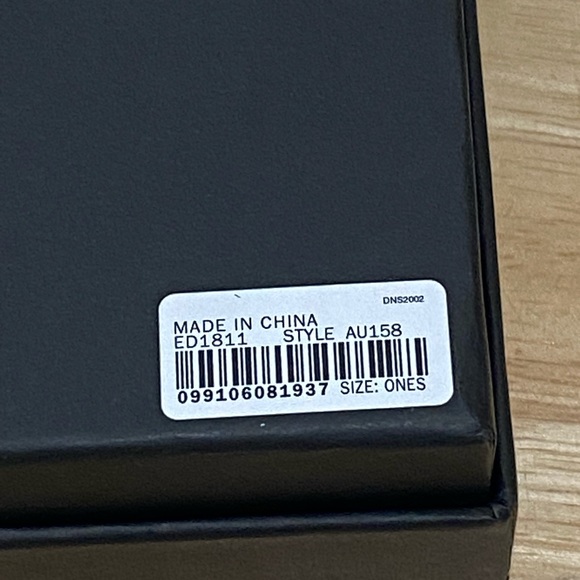 DNS2002
MADE IN CHINA
ED1811 STYLE AU158
099106081937 SIZE: ONES